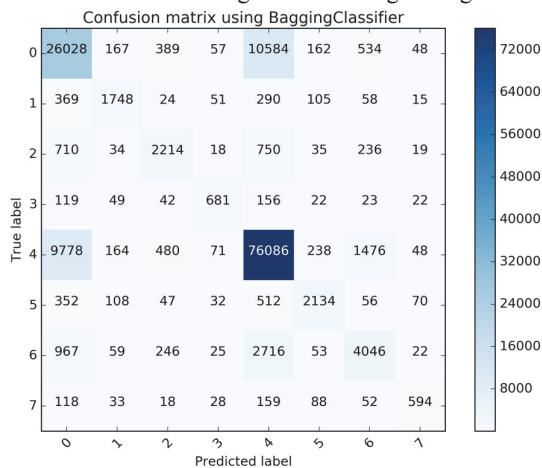 Confusion matrix using BaggingClassifier
0 26028 167 389 57 10584 162 534 48
1 369 1748 24 51 290 105 58 15
2 710 34 2214 18 750 35 236 19
3 119 49 42 681 156 22 23 22
4 9778 164 480 71 76086 238 1476 48
5 352 108 47 32 512 2134 56 70
6 967 59 246 25 2716 53 4046 22
7 118 33 18 28 159 88 52 594
0 1 2 3 4 5 6 7
True label
Predicted label
72000
64000
56000
48000
40000
32000
24000
16000
8000